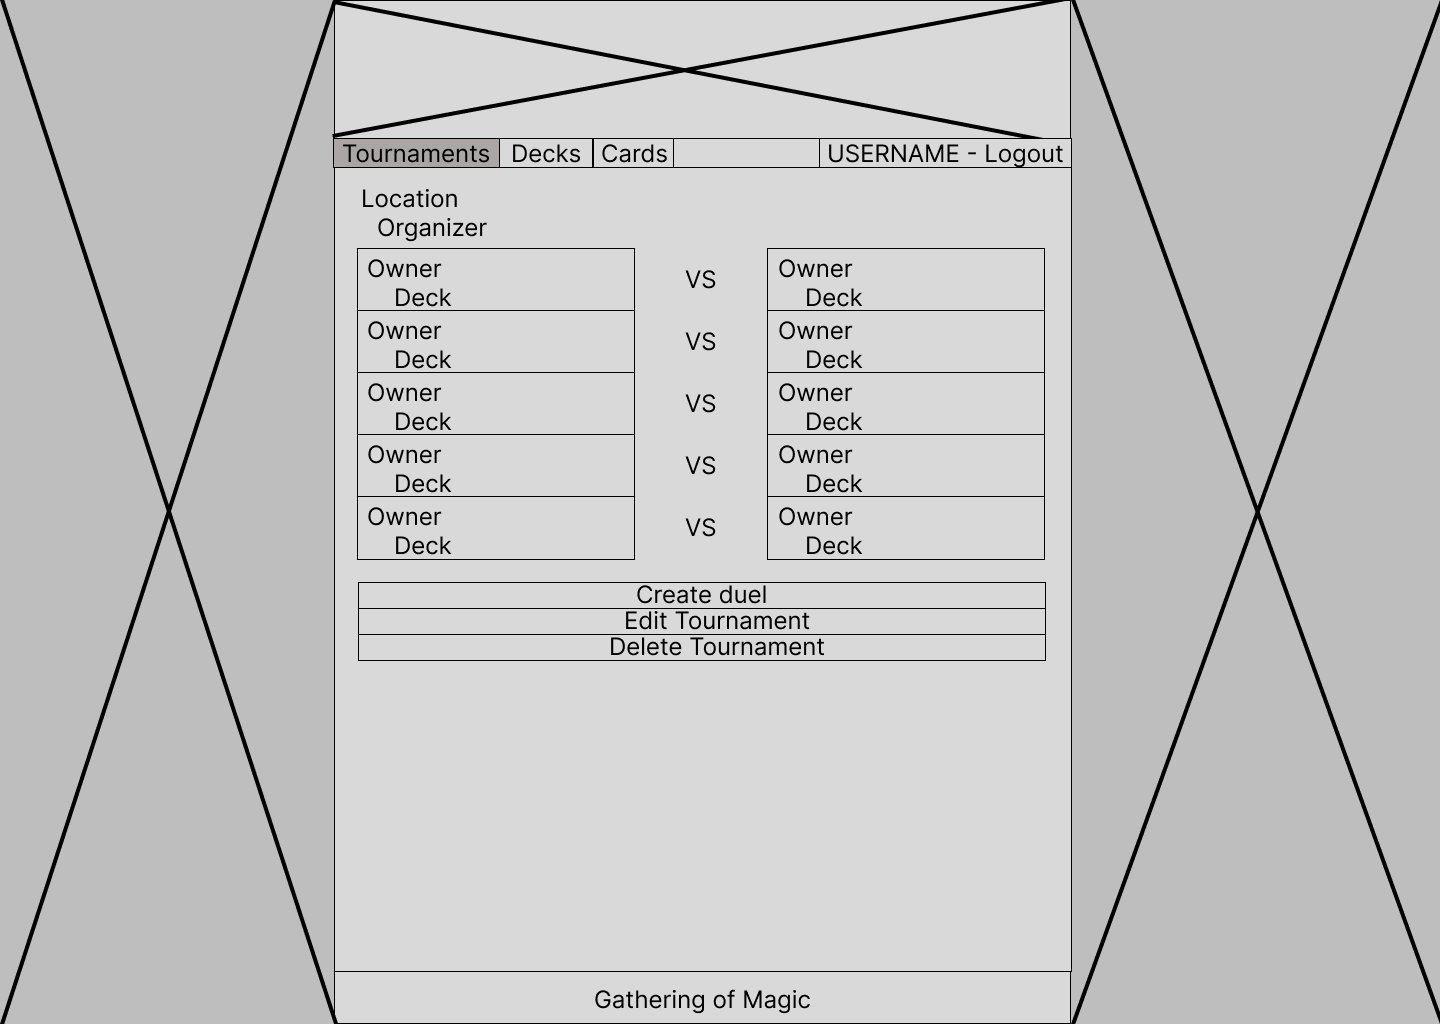 Tournaments Decks Cards USERNAME - Logout
Location
Organizer
Owner VS Owner
Deck Deck
Owner VS Owner
Deck Deck
Owner VS Owner
Deck Deck
Owner VS Owner
Deck Deck
Owner VS Owner
Deck Deck
Create duel
Edit Tournament
Delete Tournament
Gathering of Magic